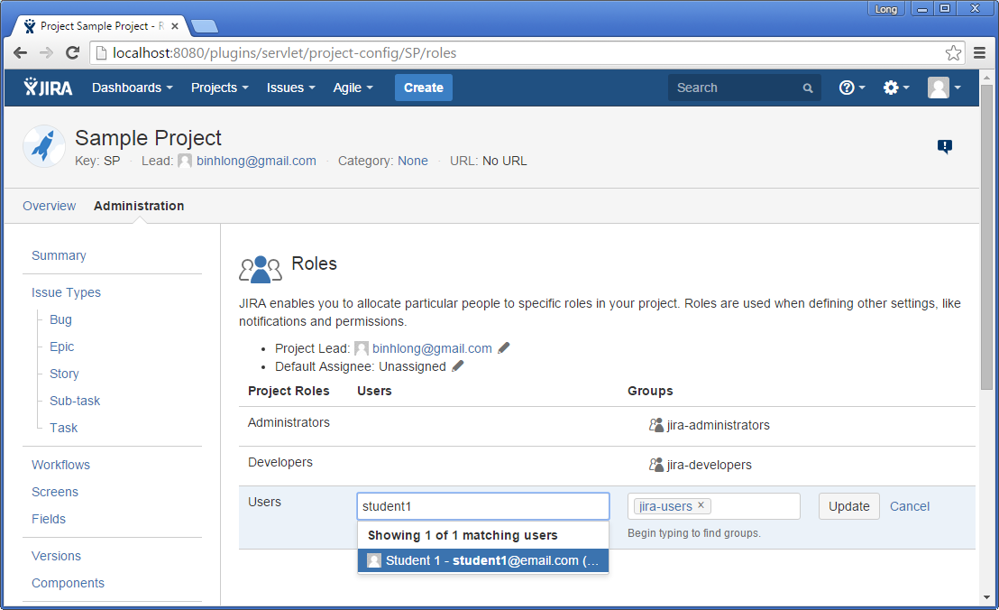 Long
Project Sample Project - R
localhost:8080/plugins/servlet/project-config/SP/roles
JIRA Dashboards Projects Issues Agile Create Search
Sample Project
Key: SP · Lead: binhlong@gmail.com · Category: None · URL: No URL
Overview Administration
Summary
Issue Types
Bug
Epic
Story
Sub-task
Task
Workflows
Screens
Fields
Versions
Components
Roles
JIRA enables you to allocate particular people to specific roles in your project. Roles are used when defining other settings, like
notifications and permissions.
• Project Lead: binhlong@gmail.com
• Default Assignee: Unassigned
Project Roles Users Groups
Administrators jira-administrators
Developers jira-developers
Users student1 jira-users × Update Cancel
Begin typing to find groups.
Showing 1 of 1 matching users
Student 1 - student1@email.com (...